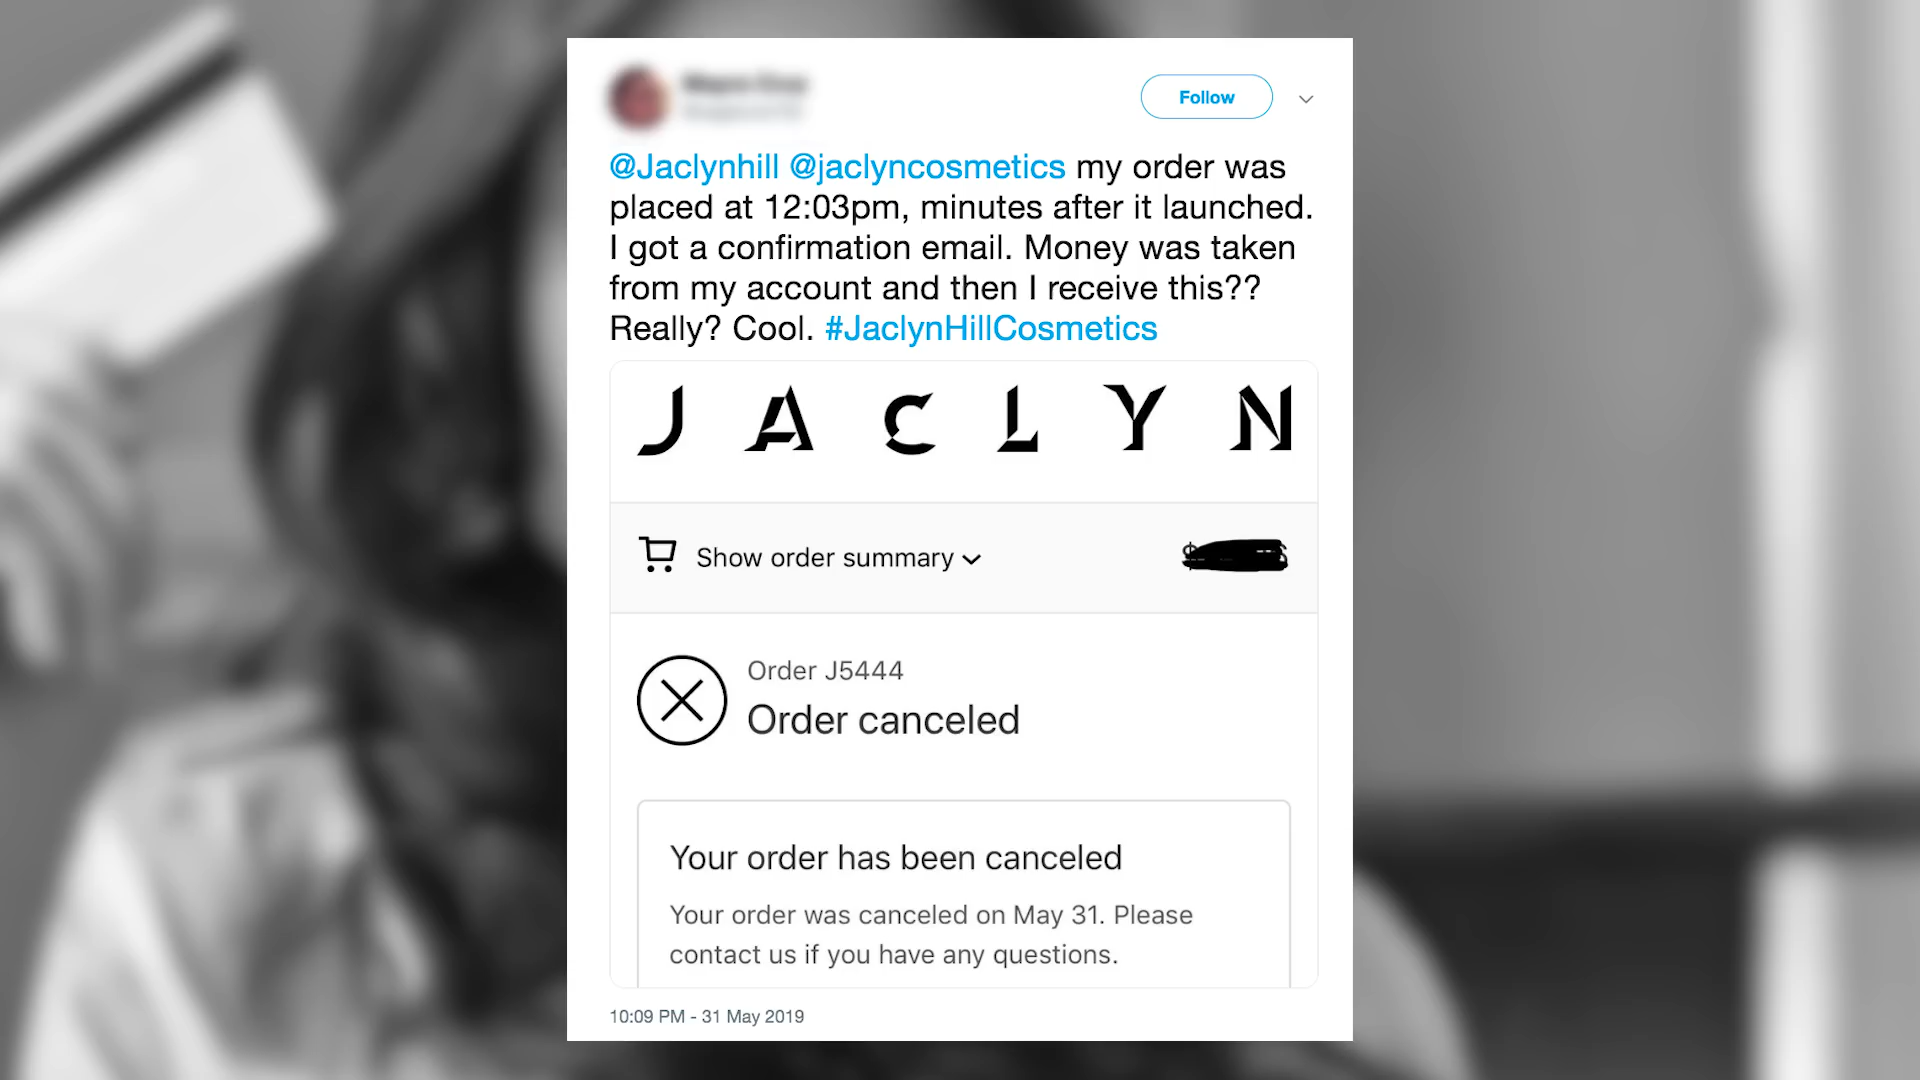 Follow
@Jaclynhill @jaclyncosmetics my order was
placed at 12:03pm, minutes after it launched.
I got a confirmation email. Money was taken
from my account and then I receive this??
Really? Cool. #JaclynHillCosmetics
JACLYN
Show order summary
Order J5444
Order canceled
Your order has been canceled
Your order was canceled on May 31. Please
contact us if you have any questions.
10:09 PM - 31 May 2019